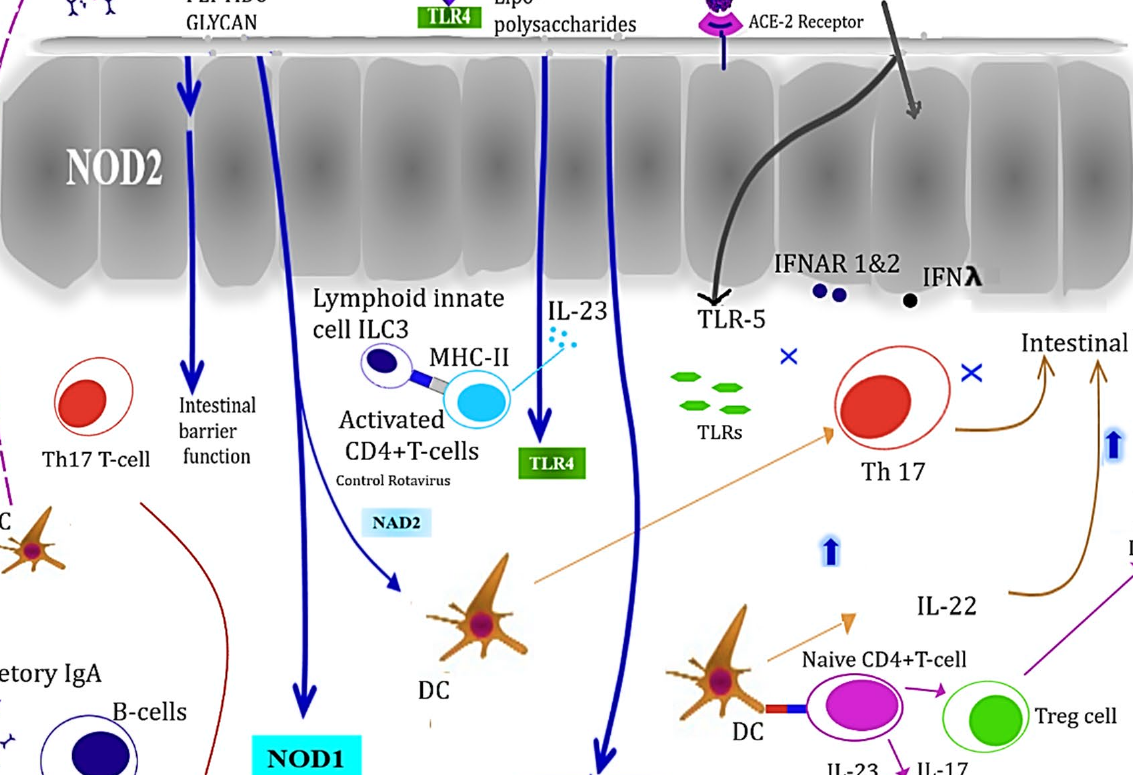 GLYCAN
TLR4
polysaccharides
ACE-2 Receptor
NOD2
IFNAR 1&2
IFNλ
Lymphoid innate
cell ILC3
IL-23
TLR-5
MHC-II
Intestinal
Activated
CD4+T-cells
Control Rotavirus
Intestinal
barrier
function
Th17 T-cell
TLR4
TLRs
Th 17
NAD2
C
IL-22
etory IgA
B-cells
DC
Naive CD4+T-cell
DC
Treg cell
NOD1
IL-23
IL-17